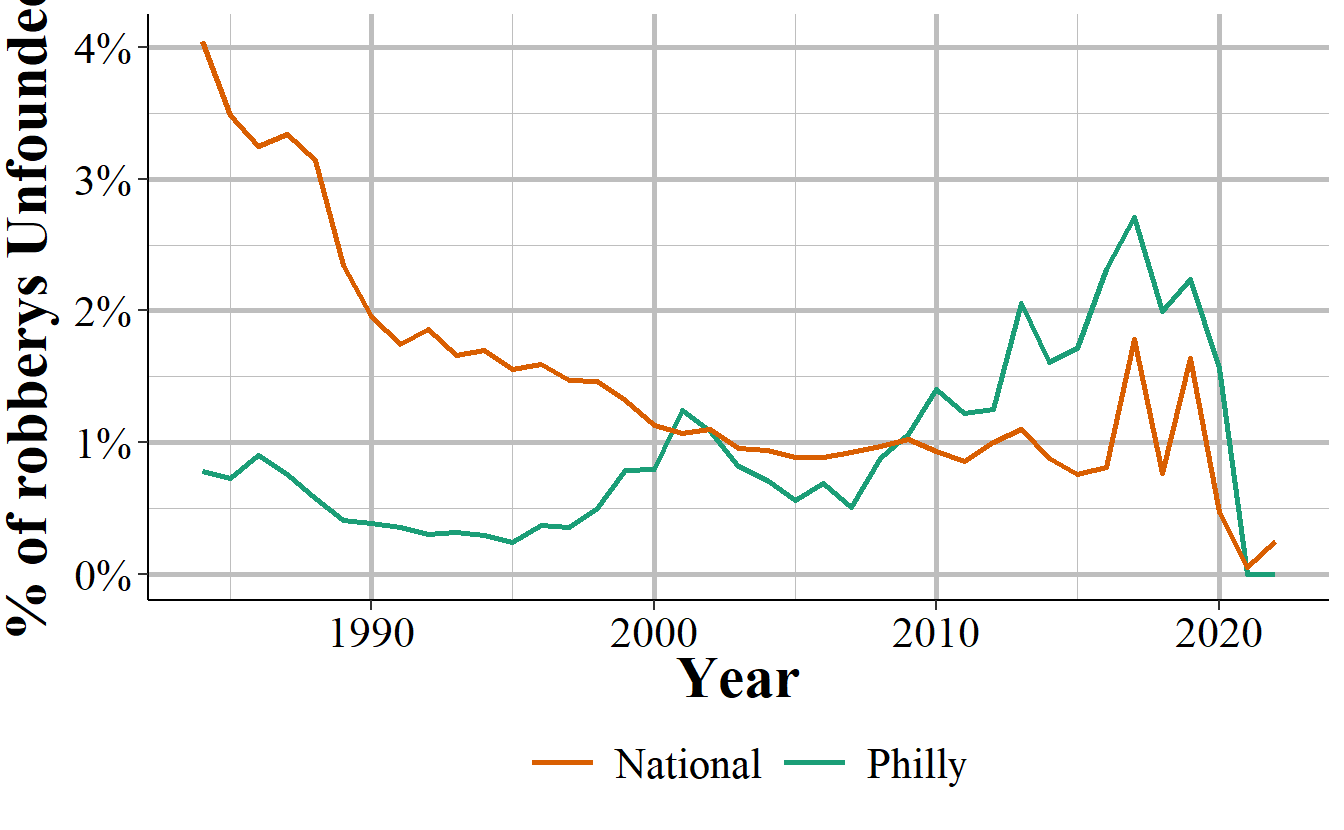 % of robberys Unfounded
4%
3%
2%
1%
0%
1990 2000 2010 2020
Year
National Philly